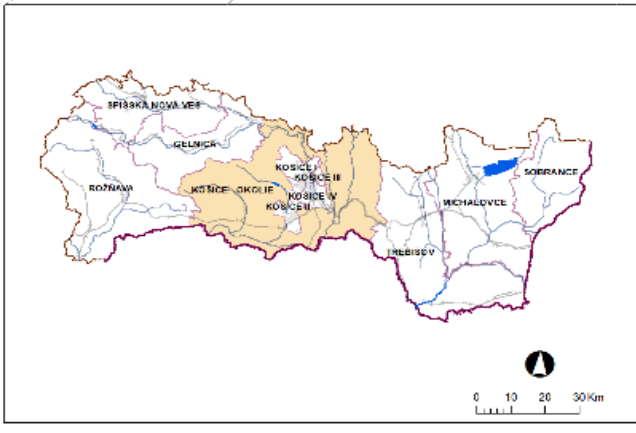 SPIŠSKÁ NOVÁ VES
GELNICA
ROŽŇAVA
KOŠICE - OKOLIE
KOŠICE I
KOŠICE III
KOŠICE IV
KOŠICE II
MICHALOVCE
SOBRANCE
TREBIŠOV
0 10 20 30 Km